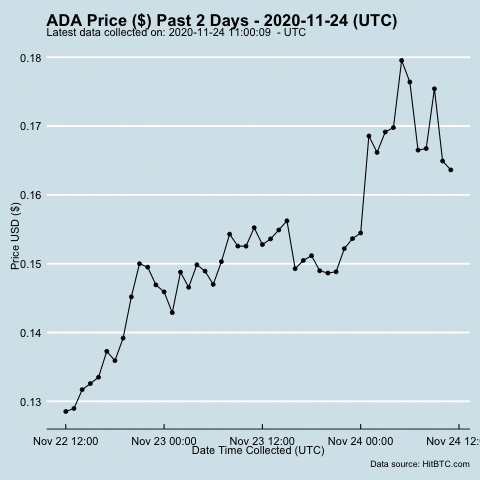 ADA Price ($) Past 2 Days - 2020-11-24 (UTC)
Latest data collected on: 2020-11-24 11:00:09  - UTC
0.18
0.17
0.16
0.15
0.14
0.13
Price USD ($)
Nov 22 12:00 Nov 23 00:00 Nov 23 12:00 Nov 24 00:00 Nov 24 12:
Date Time Collected (UTC)
Data source: HitBTC.com